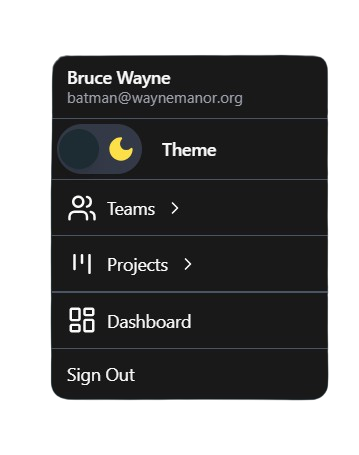 Bruce Wayne
batman@waynemanor.org
Theme
Teams
Projects
Dashboard
Sign Out